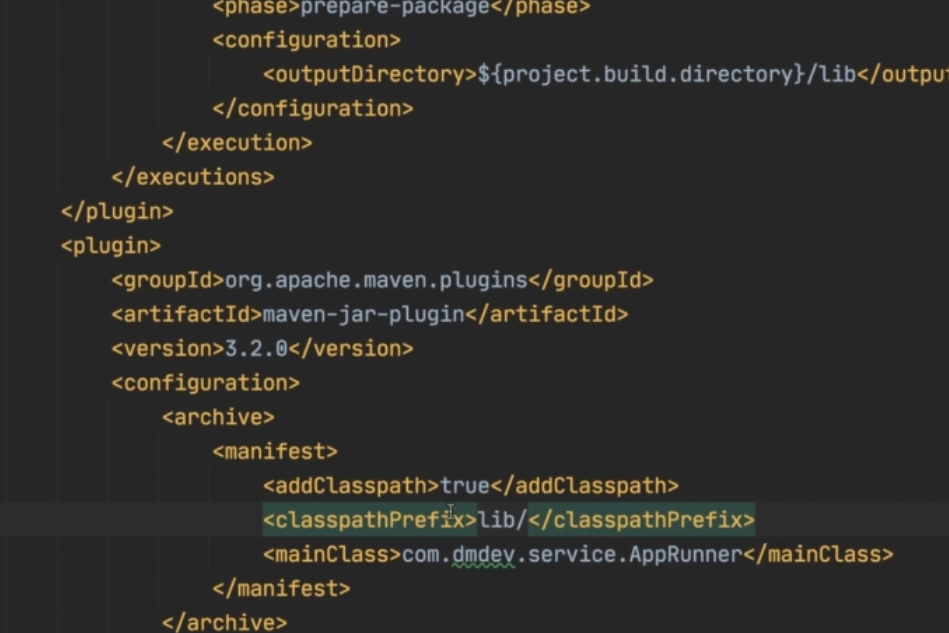 <phase>prepare-package</phase>
<configuration>
<outputDirectory>${project.build.directory}/lib</outpu
</configuration>
</execution>
</executions>
</plugin>
<plugin>
<groupId>org.apache.maven.plugins</groupId>
<artifactId>maven-jar-plugin</artifactId>
<version>3.2.0</version>
<configuration>
<archive>
<manifest>
<addClasspath>true</addClasspath>
<classpathPrefix>lib/</classpathPrefix>
<mainClass>com.dmdev.service.AppRunner</mainClass>
</manifest>
</archive>